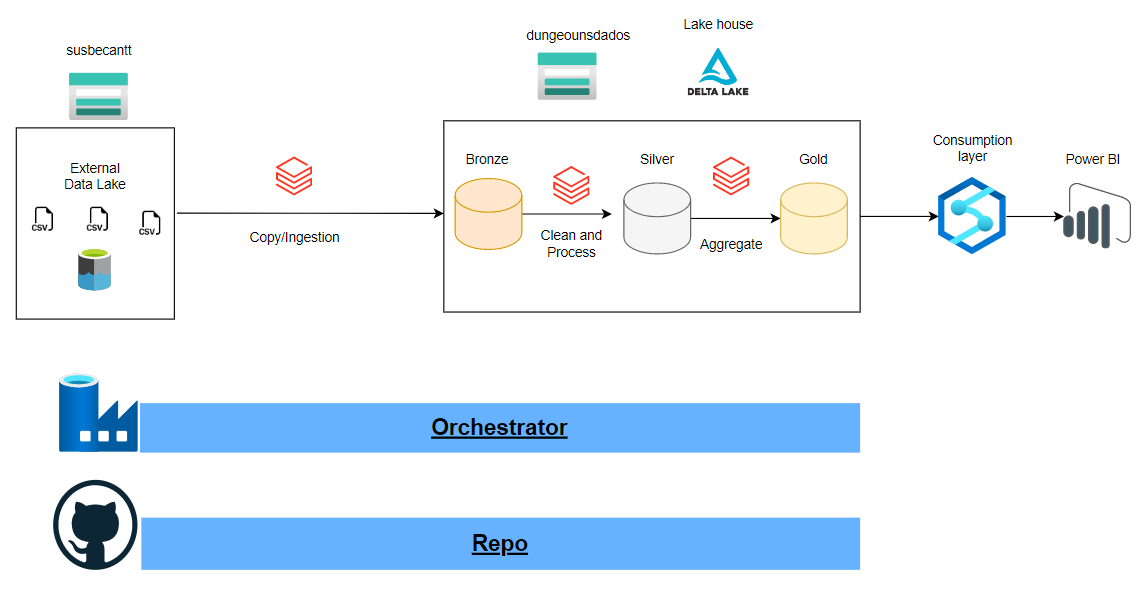 susbecantt
dungeounsdados
Lake house
DELTA LAKE
External
Data Lake
CSV
CSV
CSV
Copy/Ingestion
Bronze
Clean and
Process
Silver
Aggregate
Gold
Consumption
layer
Power BI
Orchestrator
Repo